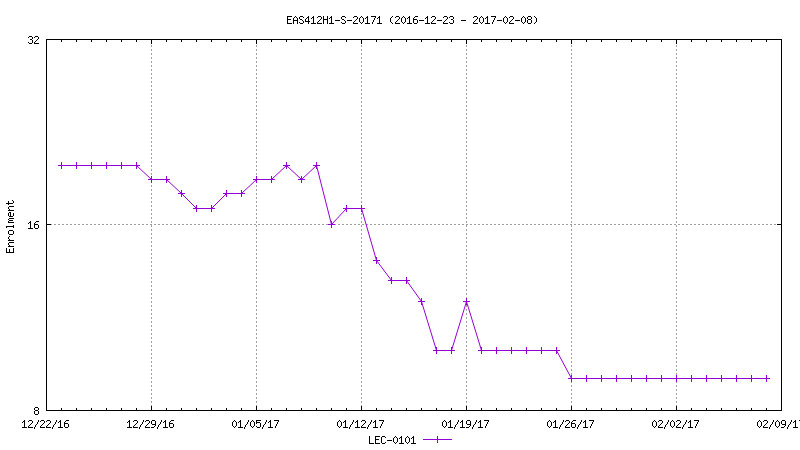 EAS412H1-S-20171 (2016-12-23 - 2017-02-08)
32
16
8
Enrolment
12/22/16 12/29/16 01/05/17 01/12/17 01/19/17 01/26/17 02/02/17 02/09/1
LEC-0101